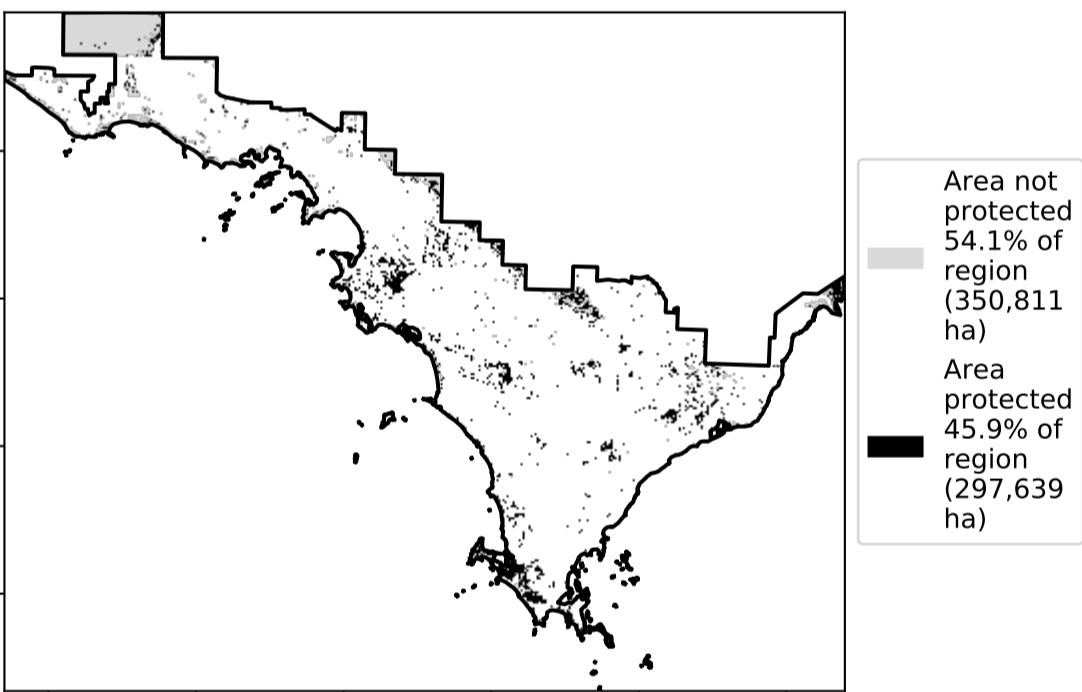 Area not
protected
54.1% of
region
(350,811
ha)
Area
protected
45.9% of
region
(297,639
ha)